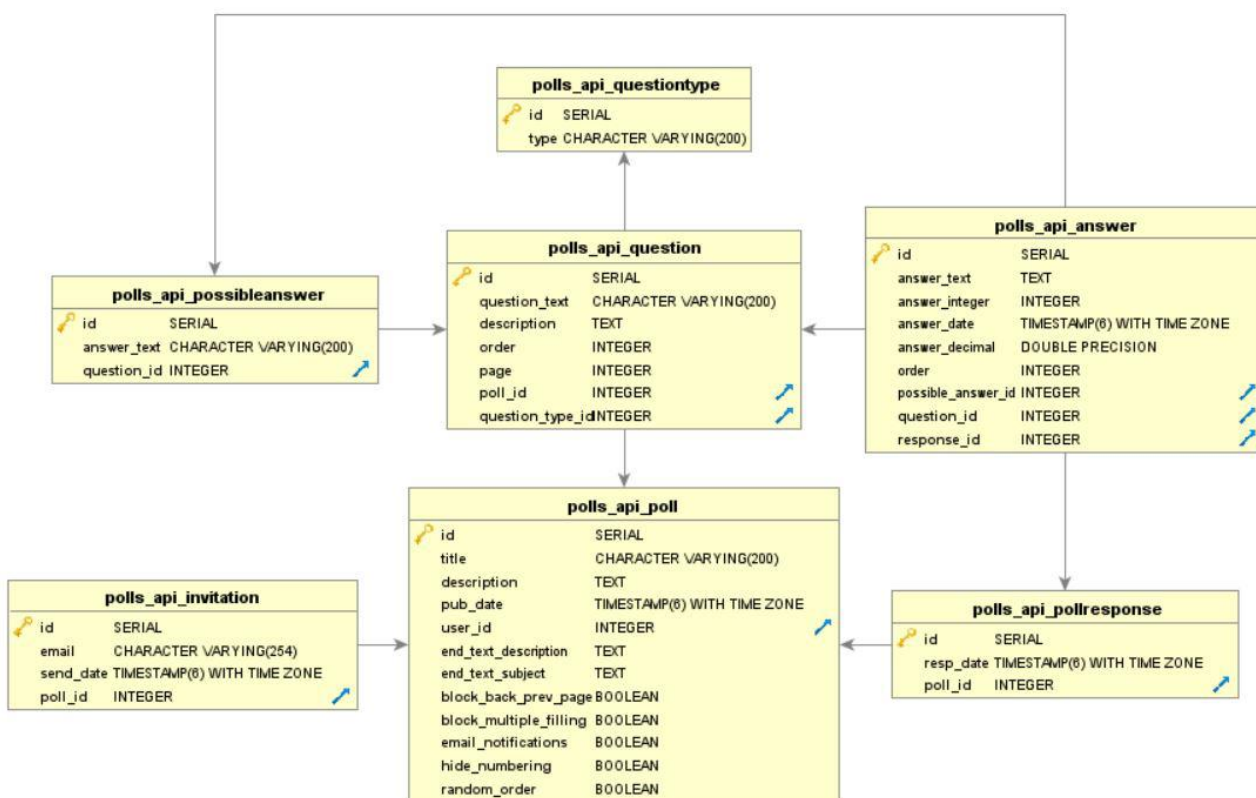 polls_api_questiontype
id SERIAL
type CHARACTER VARYING(200)
polls_api_question
id SERIAL
question_text CHARACTER VARYING(200)
description TEXT
order INTEGER
page INTEGER
poll_id INTEGER
question_type_id INTEGER
polls_api_answer
id SERIAL
answer_text TEXT
answer_integer INTEGER
answer_date TIMESTAMP(6) WITH TIME ZONE
answer_decimal DOUBLE PRECISION
order INTEGER
possible_answer_id INTEGER
question_id INTEGER
response_id INTEGER
polls_api_possibleanswer
id SERIAL
answer_text CHARACTER VARYING(200)
question_id INTEGER
polls_api_poll
id SERIAL
title CHARACTER VARYING(200)
description TEXT
pub_date TIMESTAMP(6) WITH TIME ZONE
user_id INTEGER
end_text_description TEXT
end_text_subject TEXT
block_back_prev_page BOOLEAN
block_multiple_filling BOOLEAN
email_notifications BOOLEAN
hide_numbering BOOLEAN
random_order BOOLEAN
polls_api_invitation
id SERIAL
email CHARACTER VARYING(254)
send_date TIMESTAMP(6) WITH TIME ZONE
poll_id INTEGER
polls_api_pollresponse
id SERIAL
resp_date TIMESTAMP(6) WITH TIME ZONE
poll_id INTEGER